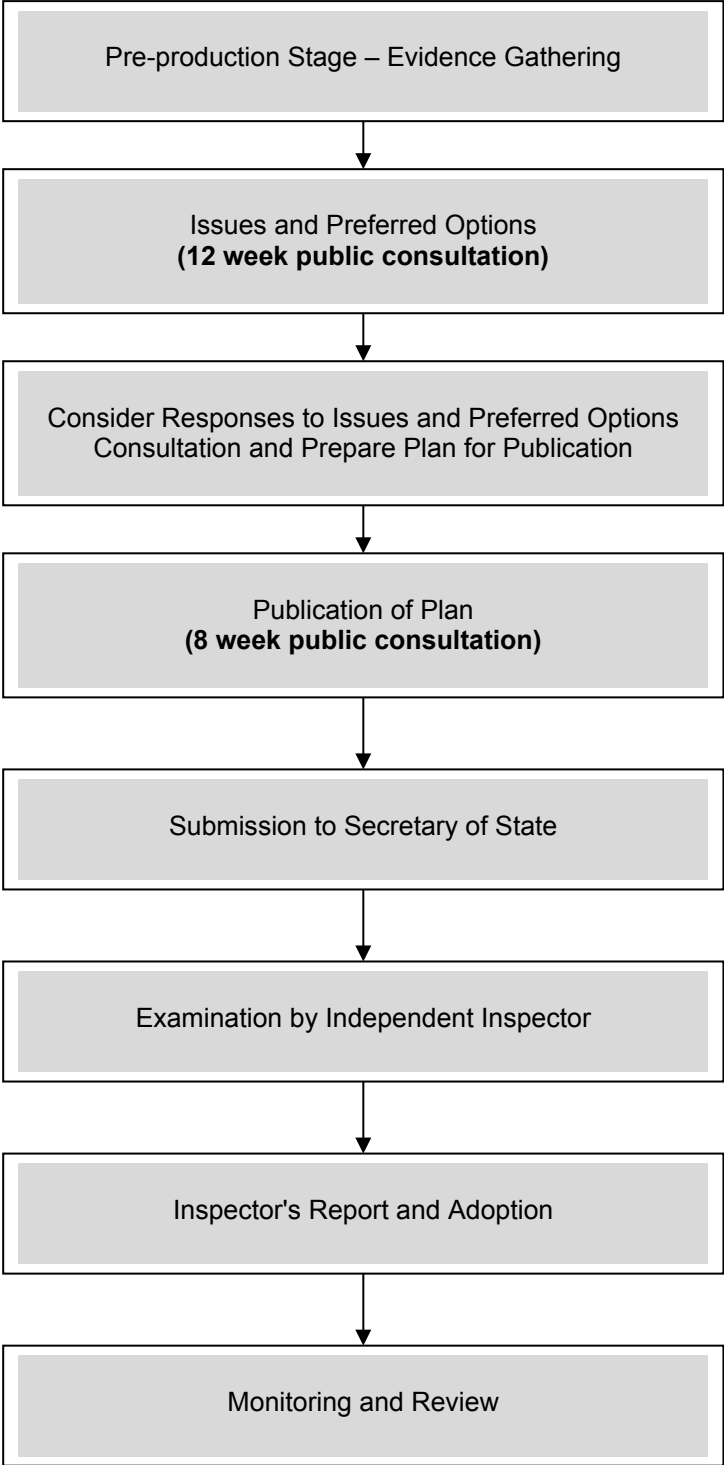 Pre-production Stage – Evidence Gathering
Issues and Preferred Options
(12 week public consultation)
Consider Responses to Issues and Preferred Options
Consultation and Prepare Plan for Publication
Publication of Plan
(8 week public consultation)
Submission to Secretary of State
Examination by Independent Inspector
Inspector's Report and Adoption
Monitoring and Review